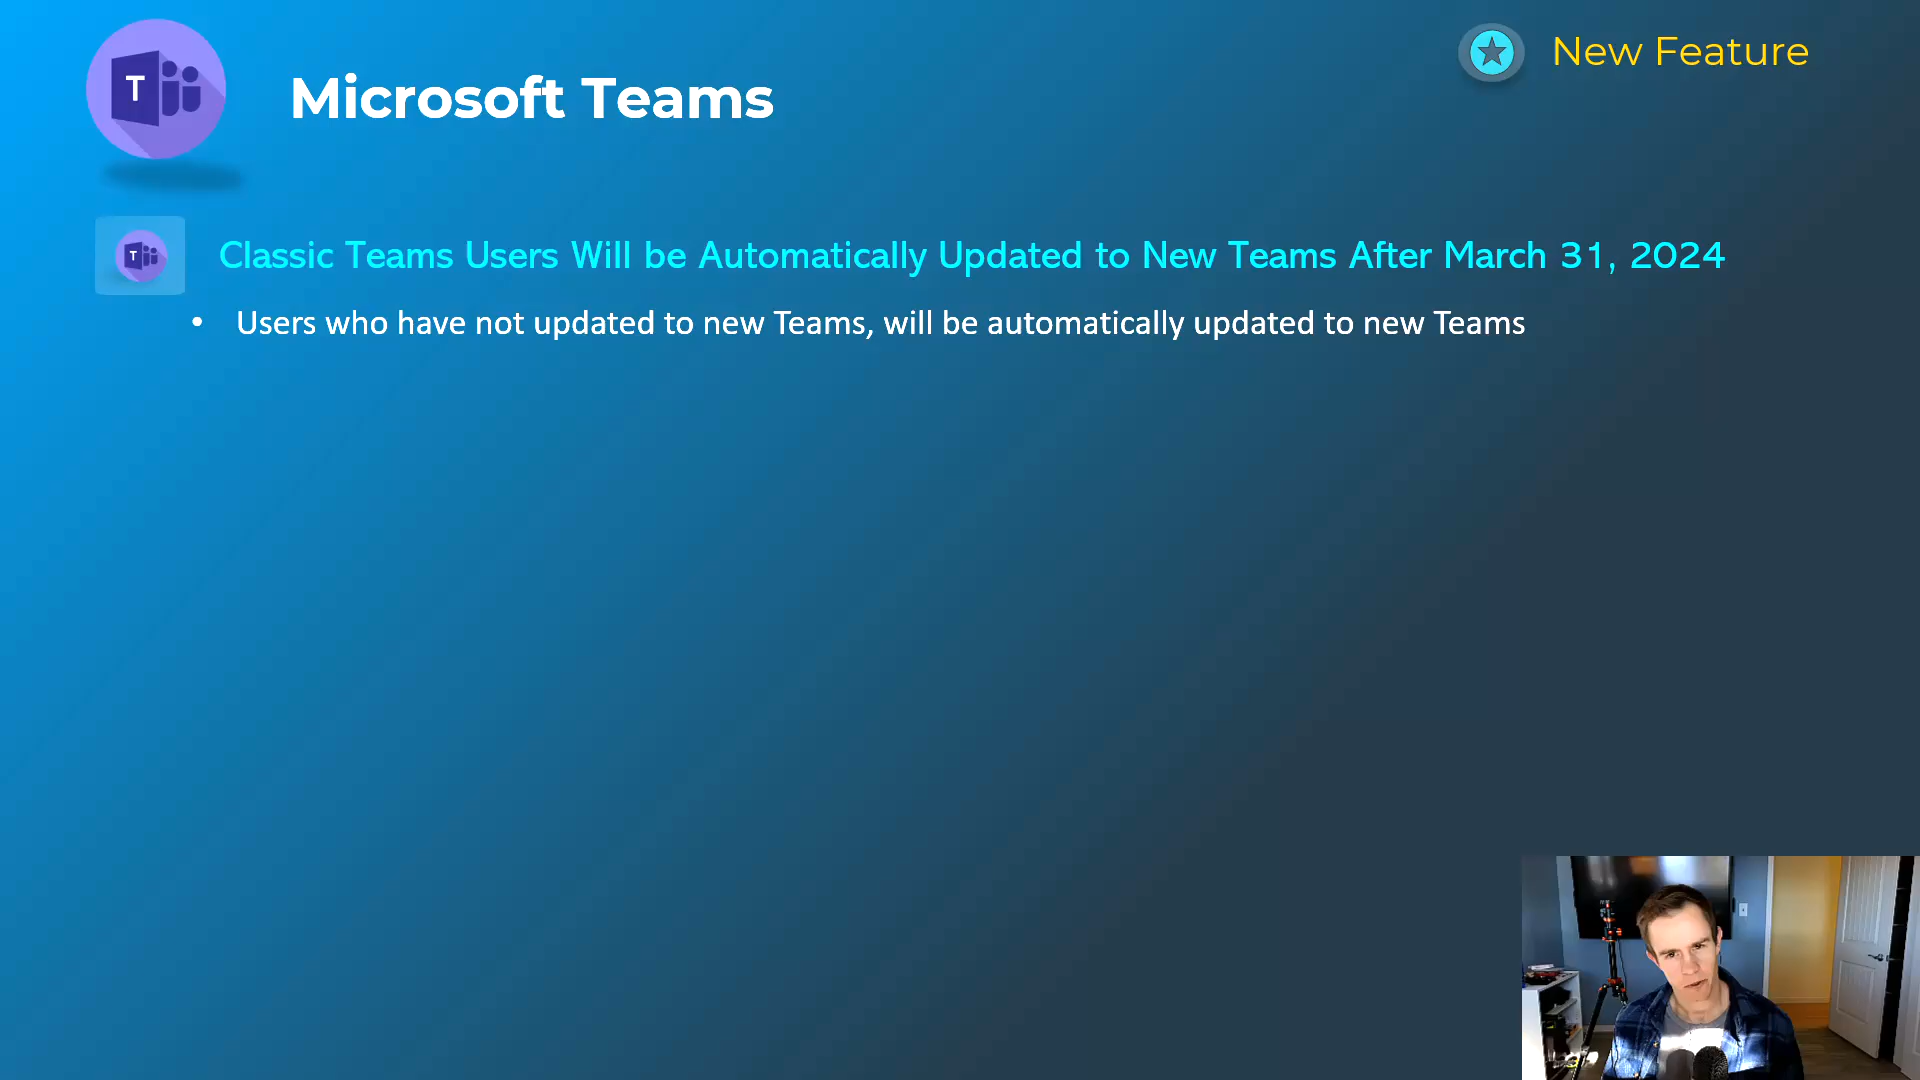 T
Microsoft Teams
New Feature
T
Classic Teams Users Will be Automatically Updated to New Teams After March 31, 2024
• Users who have not updated to new Teams, will be automatically updated to new Teams